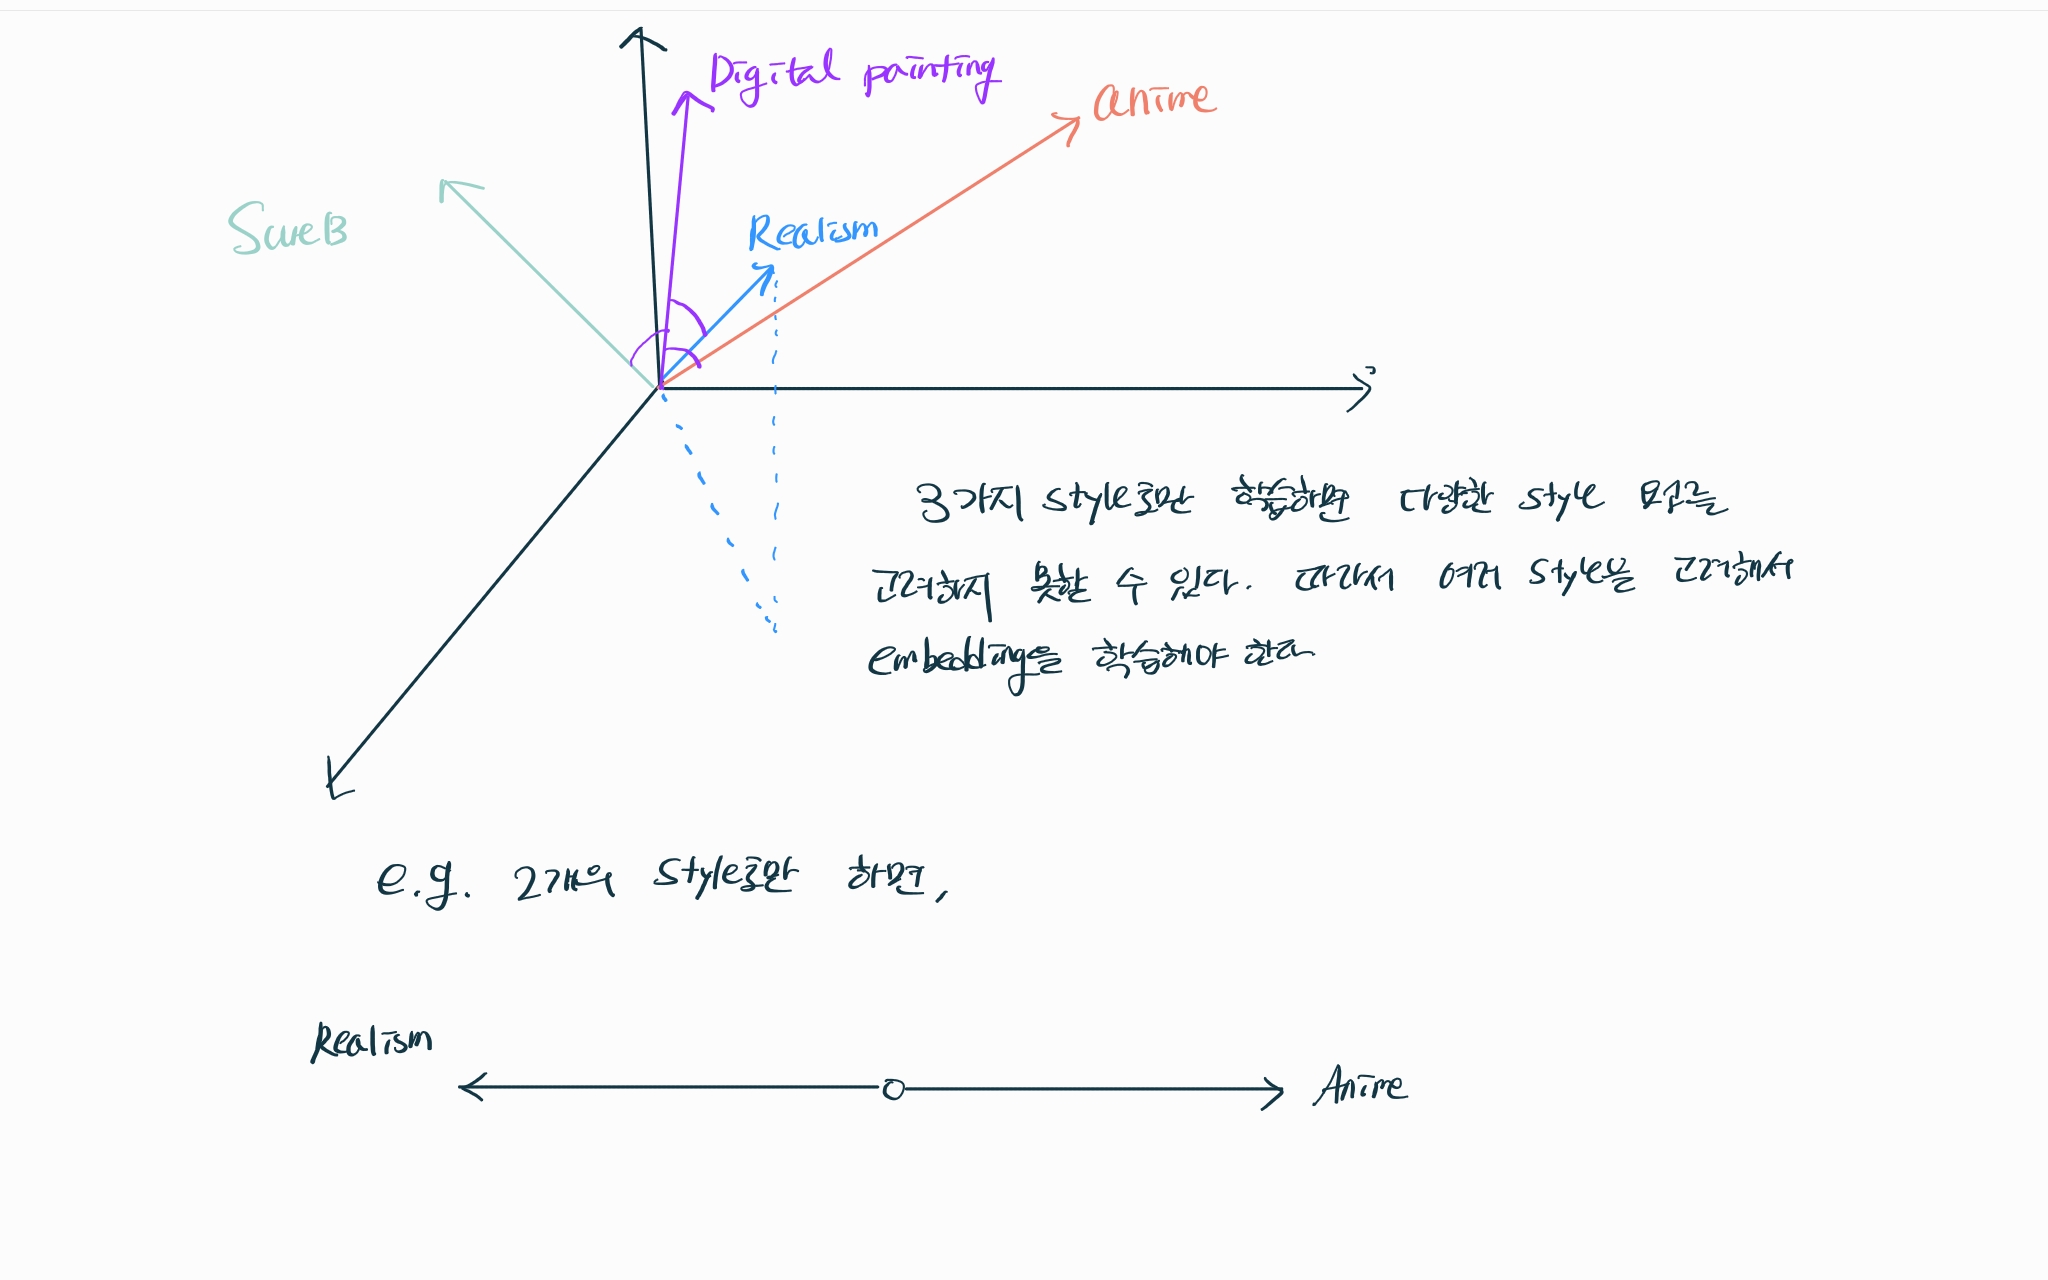 Digital painting
anime
Realism
3가지 style로만 학습하면 다양한 style 모두를
고려하지 못할 수 있다. 따라서 여러 style을 고려해서
embedding을 학습해야 한다
e.g. 2개의 style로만 하면,
Realism
Anime